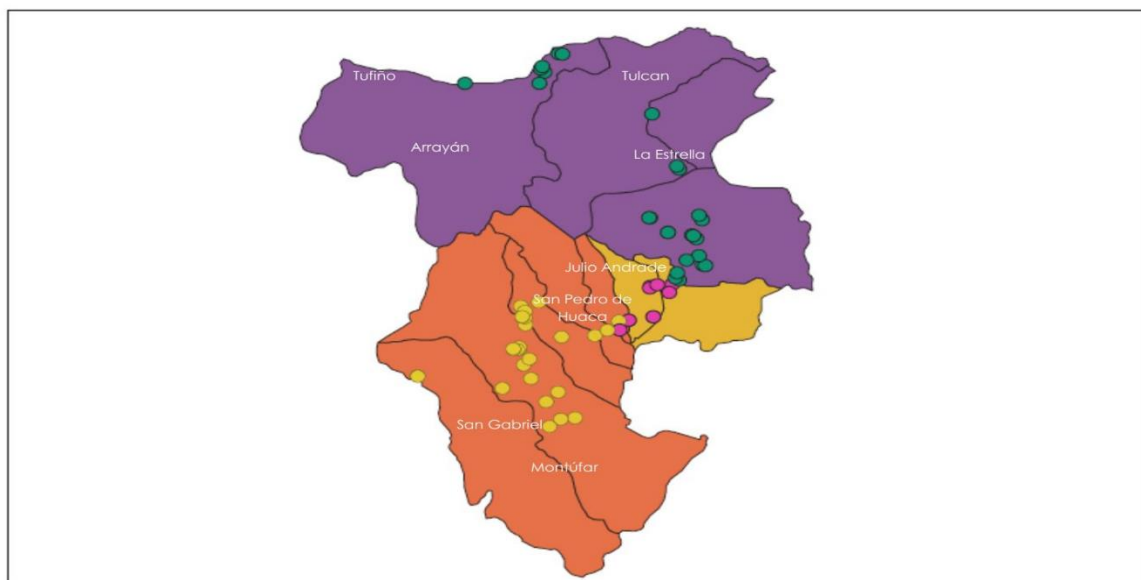 Tufiño
Tulcan
Arrayán
La Estrella
Julio Andrade
San Pedro de
Huaca
San Gabriel
Montúfar